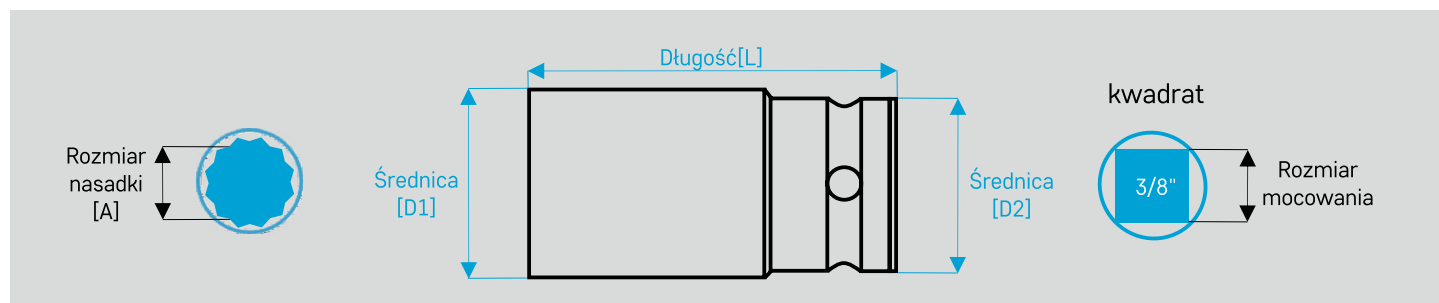 Rozmiar
nasadki
[A]
Średnica
[D1]
Długość[L]
Średnica
[D2]
kwadrat
3/8"
Rozmiar
mocowania